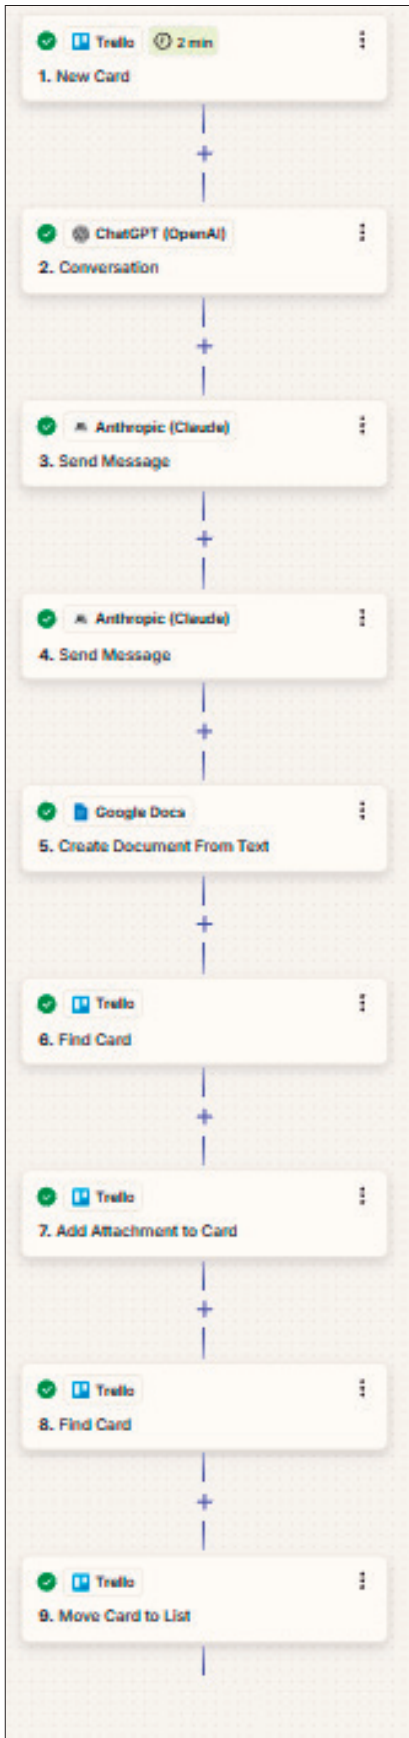 Trello 2 min
1. New Card
ChatGPT (OpenAI)
2. Conversation
Anthropic (Claude)
3. Send Message
Anthropic (Claude)
4. Send Message
Google Docs
5. Create Document From Text
Trello
6. Find Card
Trello
7. Add Attachment to Card
Trello
8. Find Card
Trello
9. Move Card to List